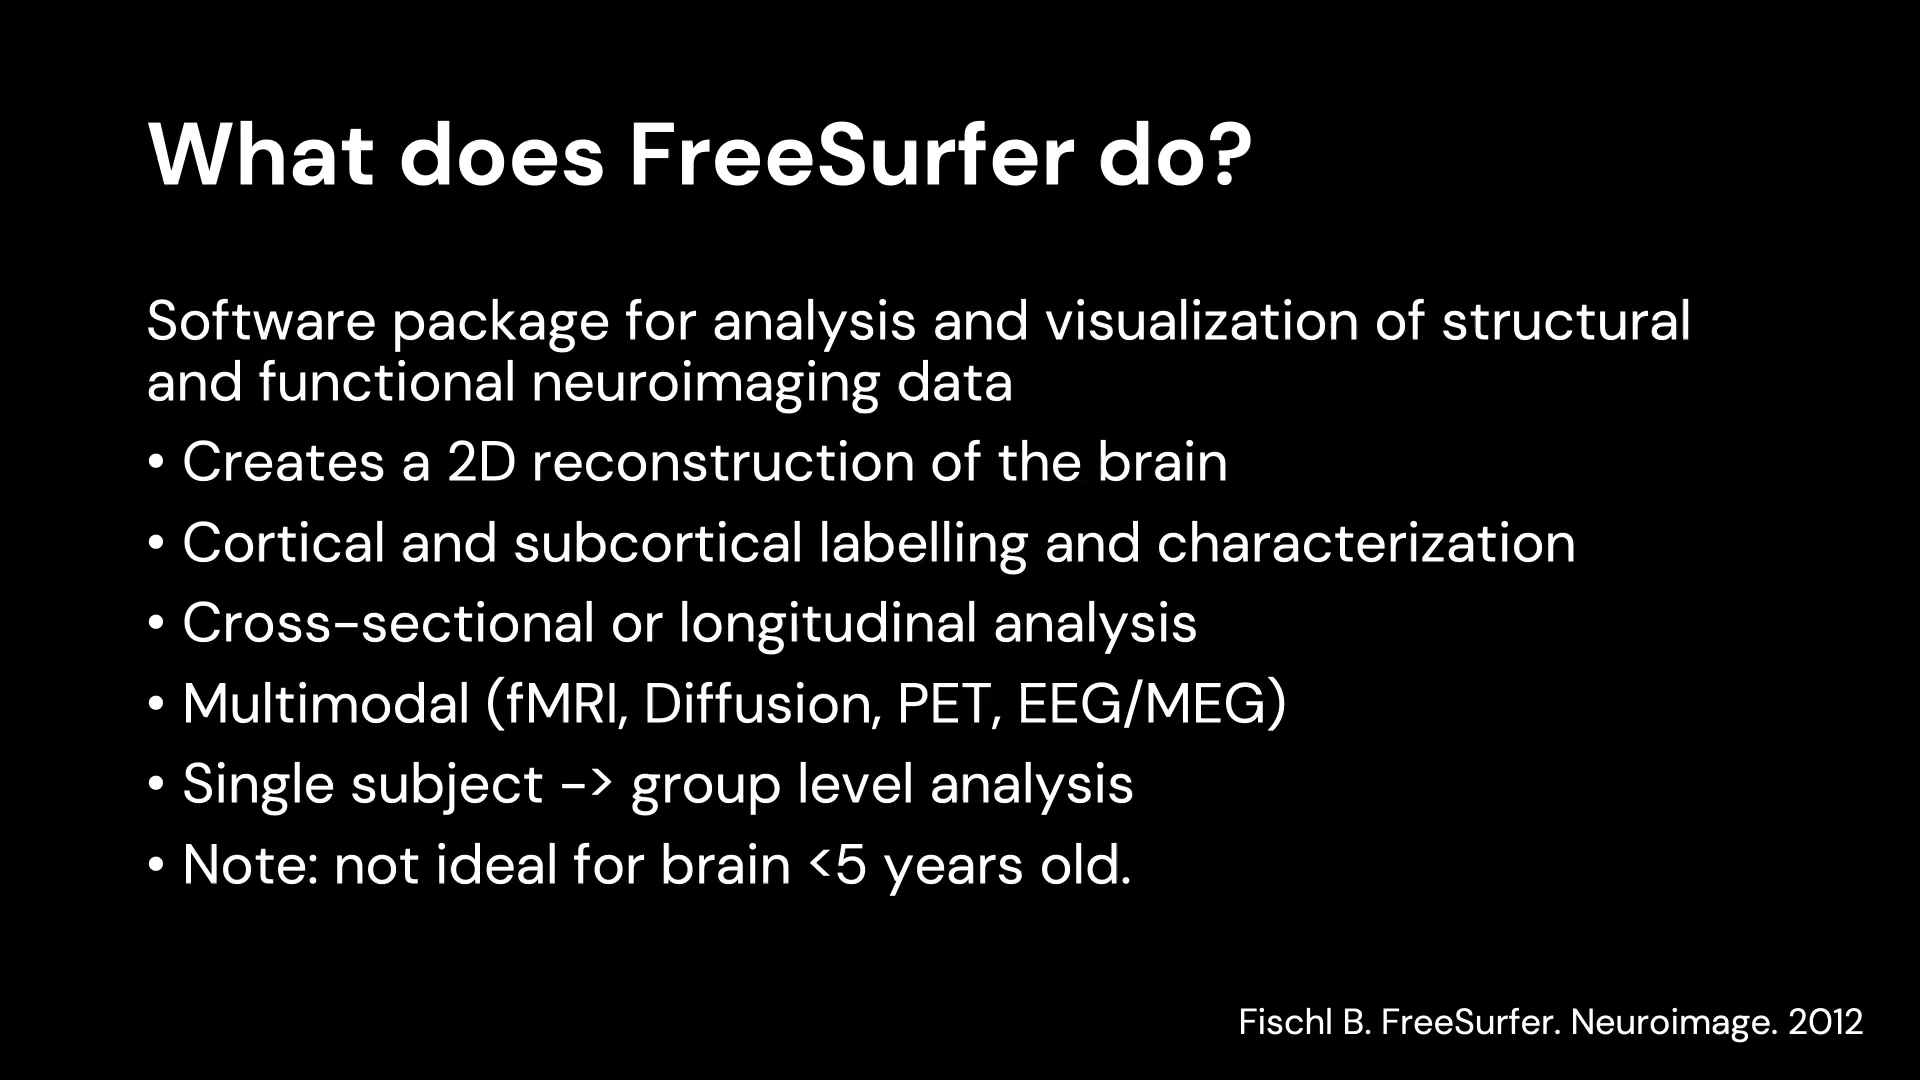 What does FreeSurfer do?
Software package for analysis and visualization of structural
and functional neuroimaging data
• Creates a 2D reconstruction of the brain
• Cortical and subcortical labelling and characterization
• Cross-sectional or longitudinal analysis
• Multimodal (fMRI, Diffusion, PET, EEG/MEG)
• Single subject -> group level analysis
• Note: not ideal for brain <5 years old.
Fischl B. FreeSurfer. Neuroimage. 2012